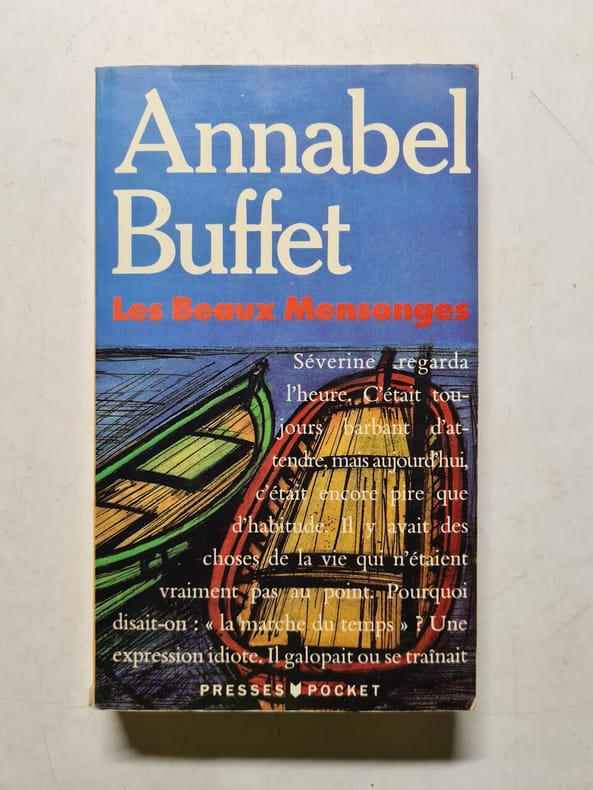 Annabel
Buffet
Les Beaux Mensonges
Séverine regarda
l'heure. C'était tou-
jours barbant d'at-
tendre, mais aujourd'hui,
c'était encore pire que
d'habitude. Il y avait des
choses de la vie qui n'étaient
vraiment pas au point. Pourquoi
disait-on : « la marche du temps » ? Une
expression idiote. Il galopait ou se traînait
PRESSES POCKET